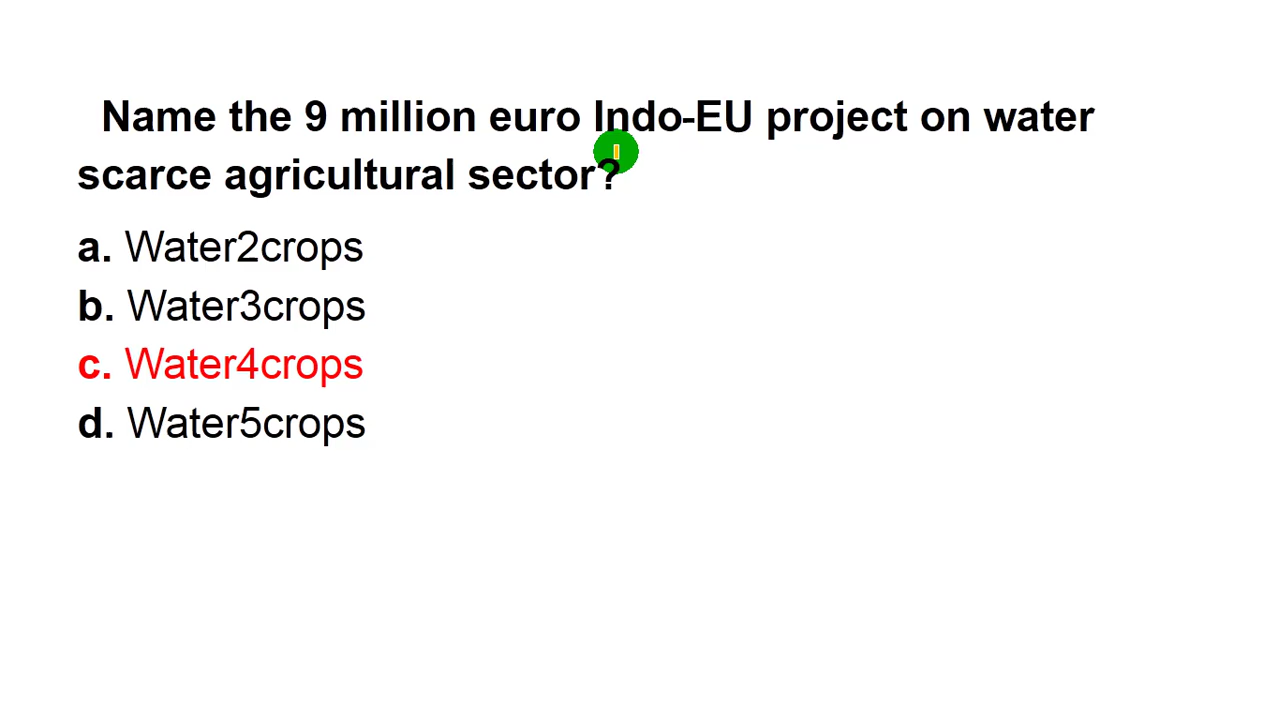 Name the 9 million euro Indo-EU project on water
scarce agricultural sector?
a. Water2crops
b. Water3crops
c. Water4crops
d. Water5crops